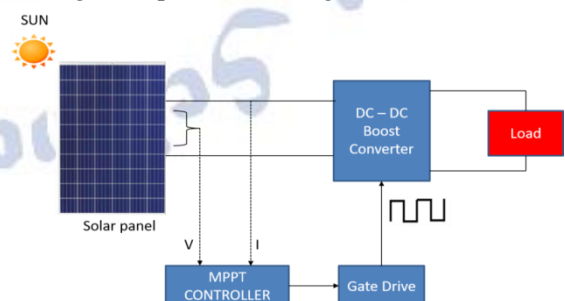 SUN
DC – DC
Boost
Converter
Load
Solar panel
V
I
MPPT
CONTROLLER
Gate Drive